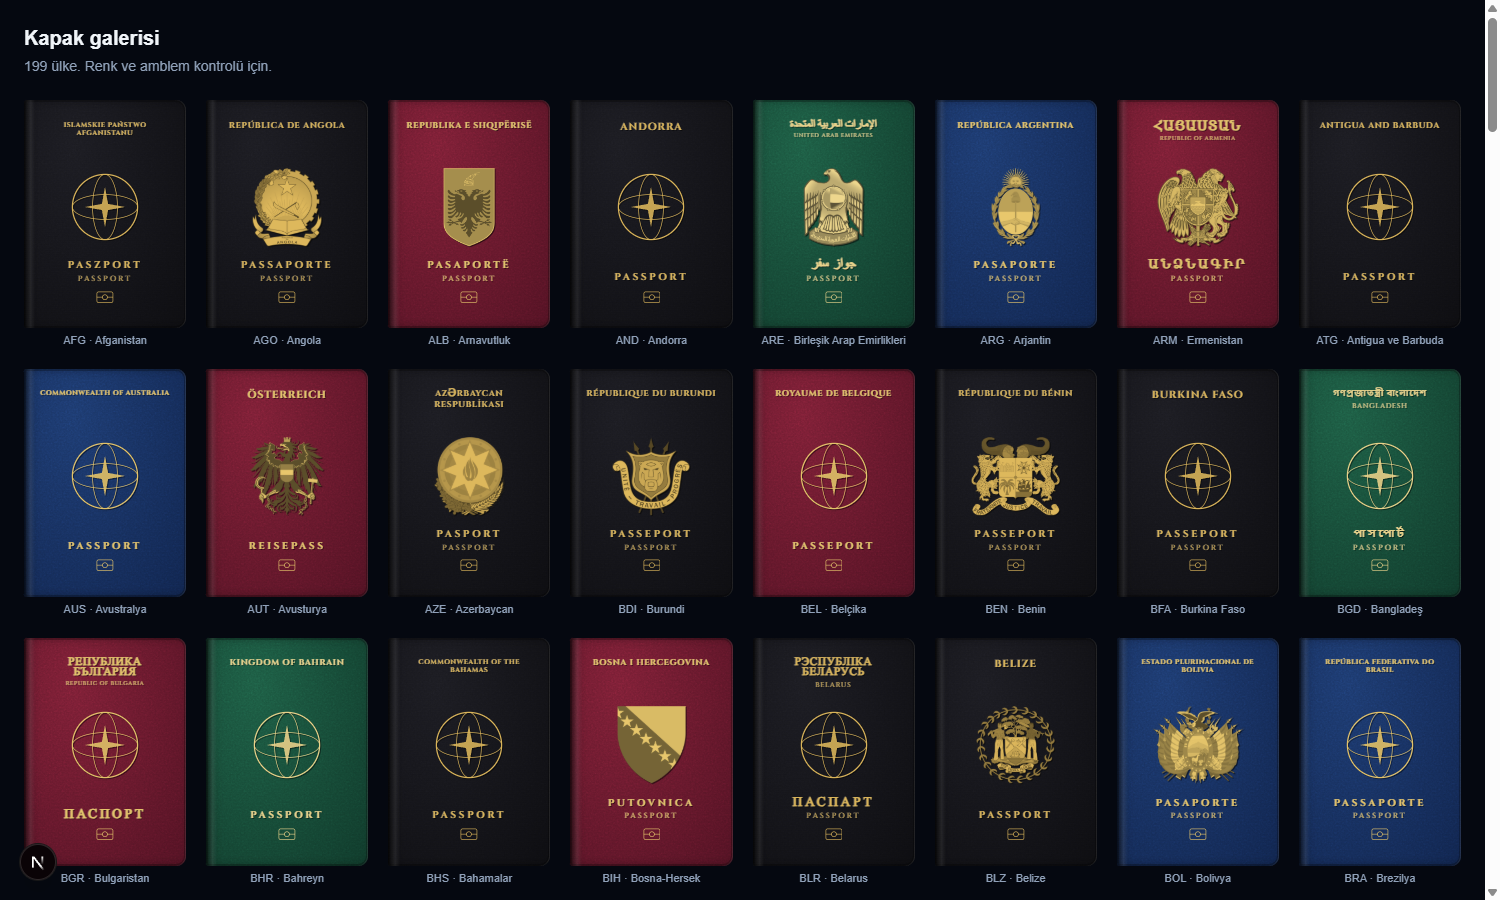 Kapak galerisi
199 ülke. Renk ve amblem kontrolü için.
ISLAMSKIE PAŃSTWO
AFGANISTANU
PASZPORT
PASSPORT
AFG · Afganistan
REPÚBLICA DE ANGOLA
ANGOLA
PASSAPORTE
PASSPORT
AGO · Angola
REPUBLIKA E SHQIPËRISË
PASAPORTË
PASSPORT
ALB · Arnavutluk
ANDORRA
PASSPORT
AND · Andorra
الإمارات العربية المتحدة
UNITED ARAB EMIRATES
جواز سفر
PASSPORT
ARE · Birleşik Arap Emirlikleri
REPÚBLICA ARGENTINA
PASAPORTE
PASSPORT
ARG · Arjantin
ՀԱՅԱՍՏԱՆ
REPUBLIC OF ARMENIA
ԱՆՁՆԱԳԻՐ
PASSPORT
ARM · Ermenistan
ANTIGUA AND BARBUDA
PASSPORT
ATG · Antigua ve Barbuda
COMMONWEALTH OF AUSTRALIA
PASSPORT
AUS · Avustralya
ÖSTERREICH
REISEPASS
AUT · Avusturya
AZƏRBAYCAN
RESPUBLİKASI
PASPORT
PASSPORT
AZE · Azerbaycan
RÉPUBLIQUE DU BURUNDI
UNITE TRAVAIL PROGRES
PASSEPORT
PASSPORT
BDI · Burundi
ROYAUME DE BELGIQUE
PASSEPORT
BEL · Belçika
RÉPUBLIQUE DU BÉNIN
PASSEPORT
PASSPORT
BEN · Benin
BURKINA FASO
PASSEPORT
PASSPORT
BFA · Burkina Faso
গণপ্রজাতন্ত্রী বাংলাদেশ
BANGLADESH
পাসপোর্ট
PASSPORT
BGD · Bangladeş
РЕПУБЛИКА
БЪЛГАРИЯ
REPUBLIC OF BULGARIA
ПАСПОРТ
BGR · Bulgaristan
KINGDOM OF BAHRAIN
PASSPORT
BHR · Bahreyn
COMMONWEALTH OF THE
BAHAMAS
PASSPORT
BHS · Bahamalar
BOSNA I HERCEGOVINA
PUTOVNICA
PASSPORT
BIH · Bosna-Hersek
РЭСПУБЛІКА
БЕЛАРУСЬ
BELARUS
ПАШПАРТ
PASSPORT
BLR · Belarus
BELIZE
PASSPORT
BLZ · Belize
ESTADO PLURINACIONAL DE
BOLIVIA
PASAPORTE
PASSPORT
BOL · Bolivya
REPÚBLICA FEDERATIVA DO
BRASIL
PASSAPORTE
PASSPORT
BRA · Brezilya
N